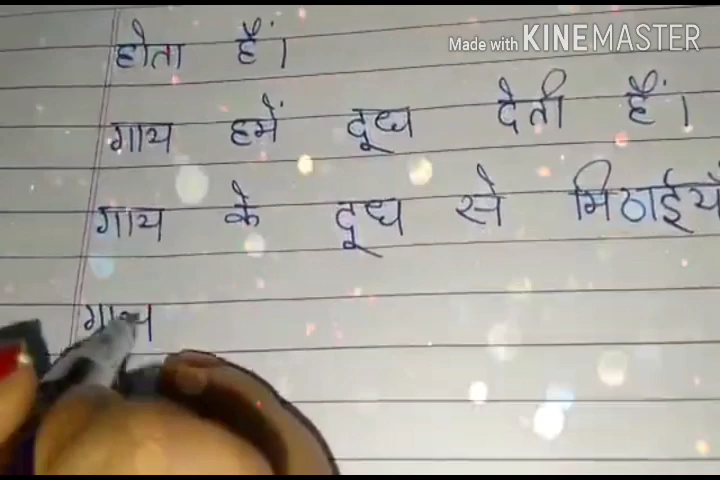 Made with KINEMASTER
होता हैं।
गाय हमें दूध देती हैं।
गाय के दूध से मिठाईयाँ
गाय